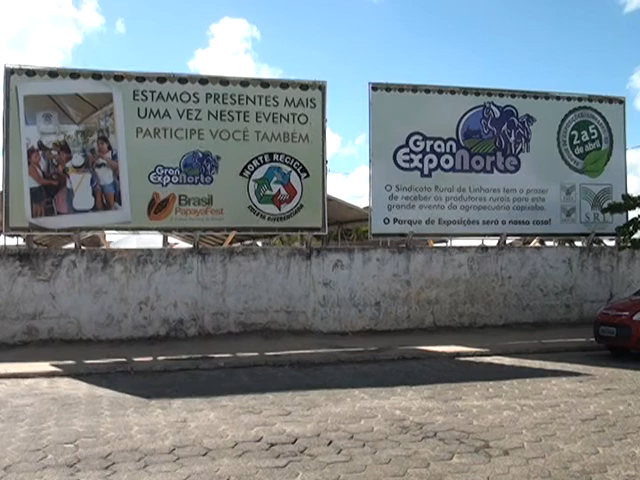 ESTAMOS PRESENTES MAIS
UMA VEZ NESTE EVENTO.
PARTICIPE VOCÊ TAMBÉM.
Gran
ExpoNorte
Brasil
PapayaFest
NORTE RECICLA
COLETA DIFERENCIADA
Gran
ExpoNorte
2 a 5
de abril
O Sindicato Rural de Linhares tem o prazer
de receber os produtores rurais para este
grande evento da agropecuária capixaba.
O Parque de Exposições será a nossa casa!
SRL